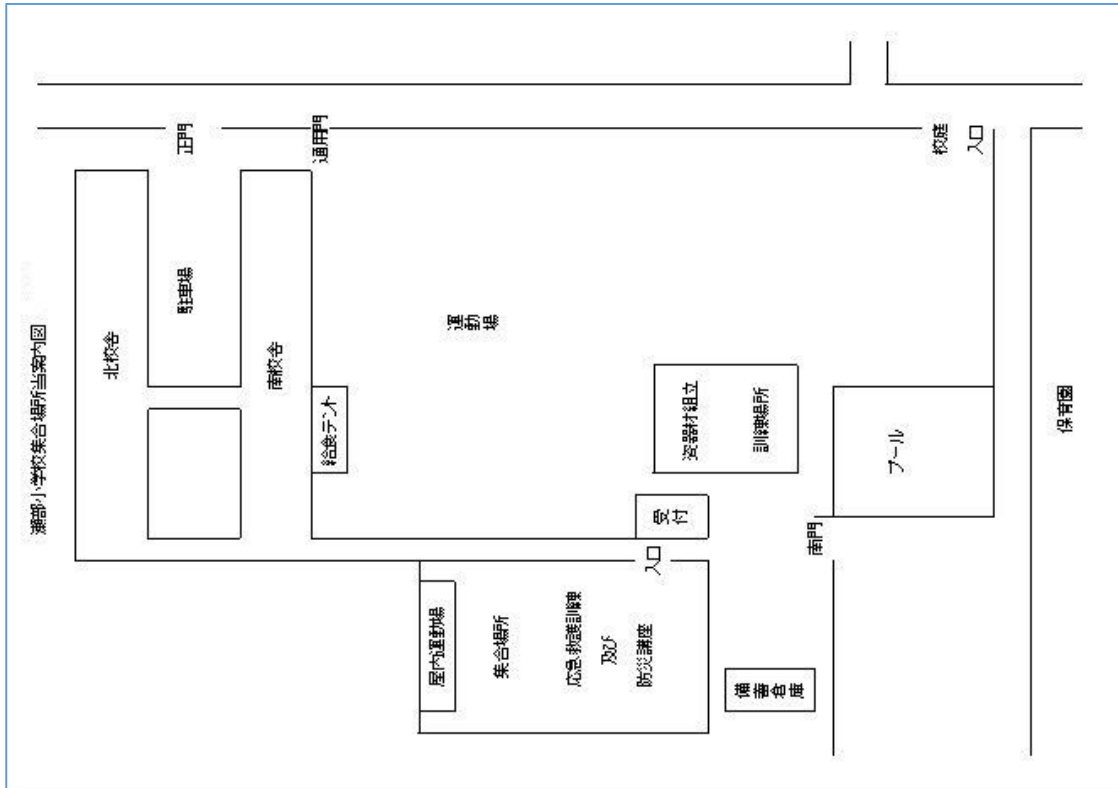 瀬部小学校集合場所当案内図
北校舎
駐車場
正門
南校舎
通用門
給食テント
運動場
校庭
入口
資器材組立
訓練場所
プール
保育園
受付
入口
南門
屋内運動場
集合場所
応急救護訓練
及び
防災講座
備蓄倉庫